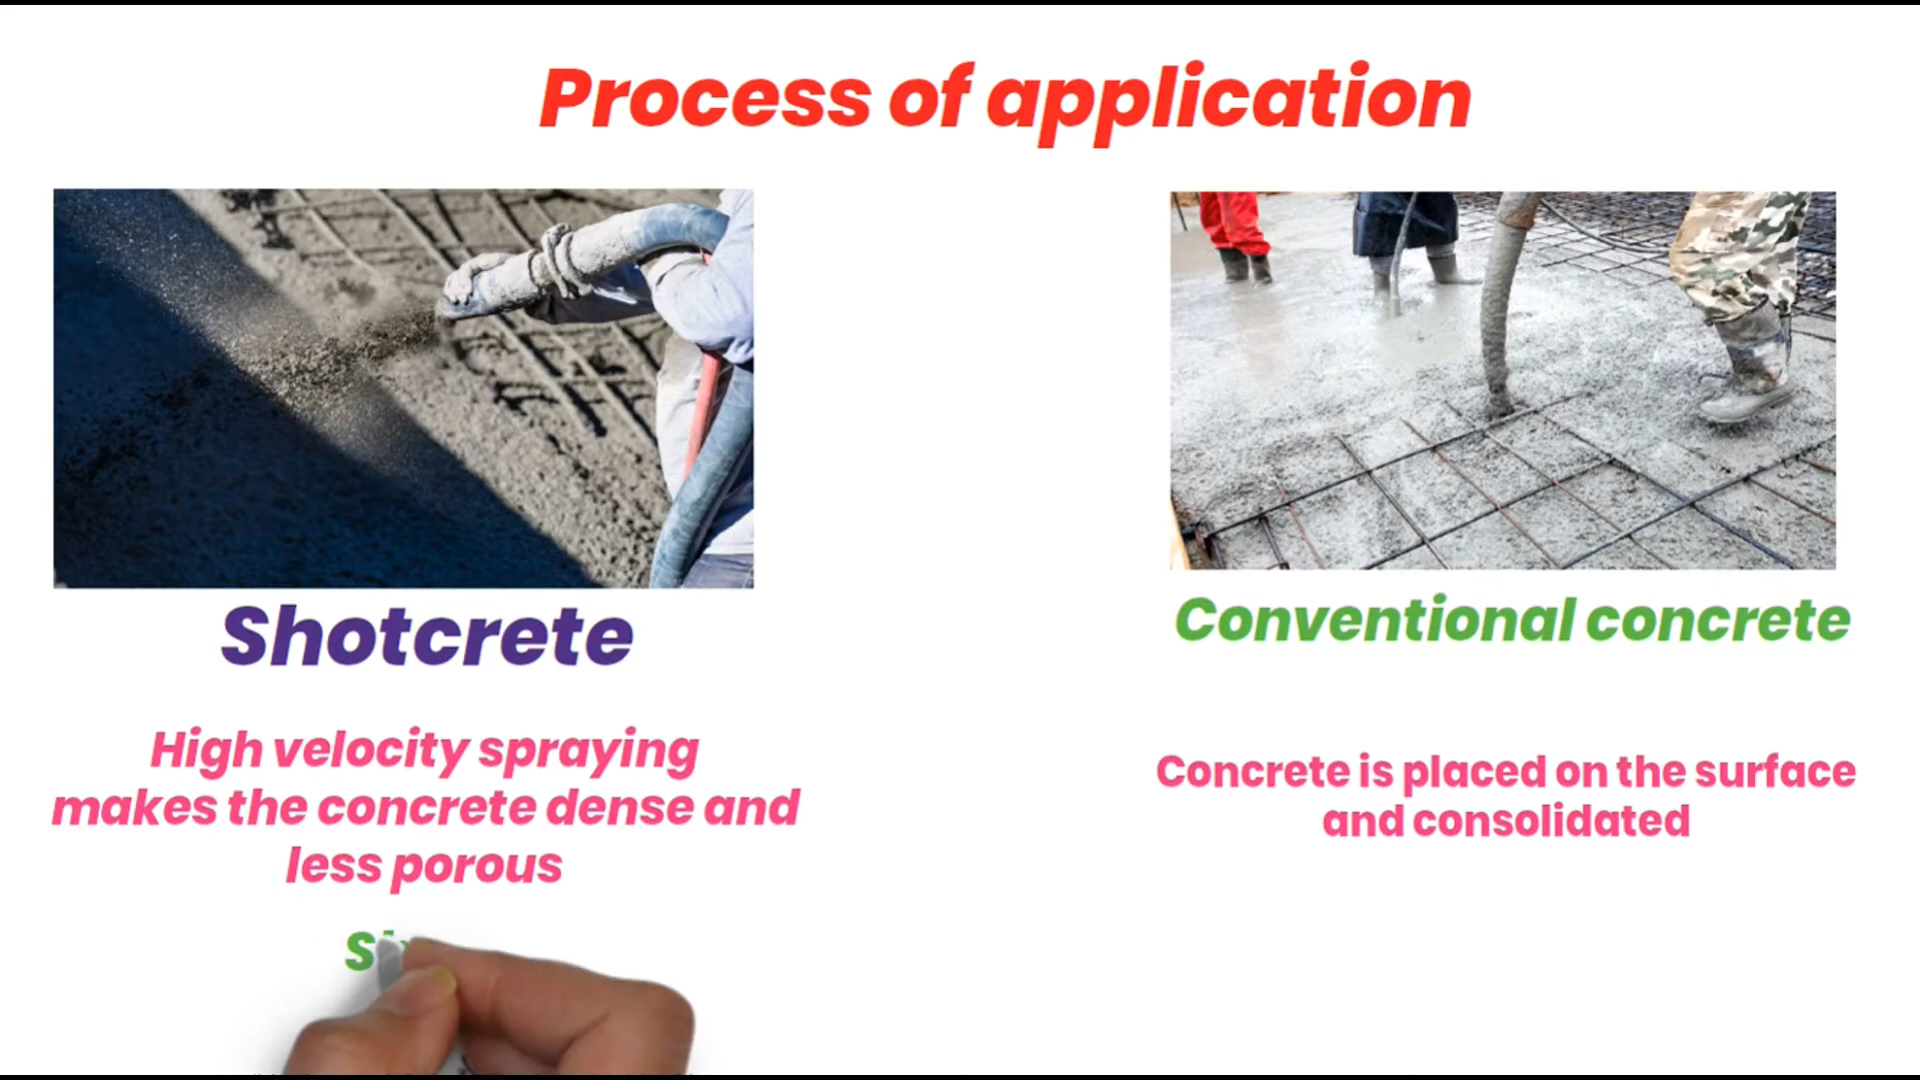 Process of application
Shotcrete
Conventional concrete
High velocity spraying
makes the concrete dense and
less porous
Concrete is placed on the surface
and consolidated